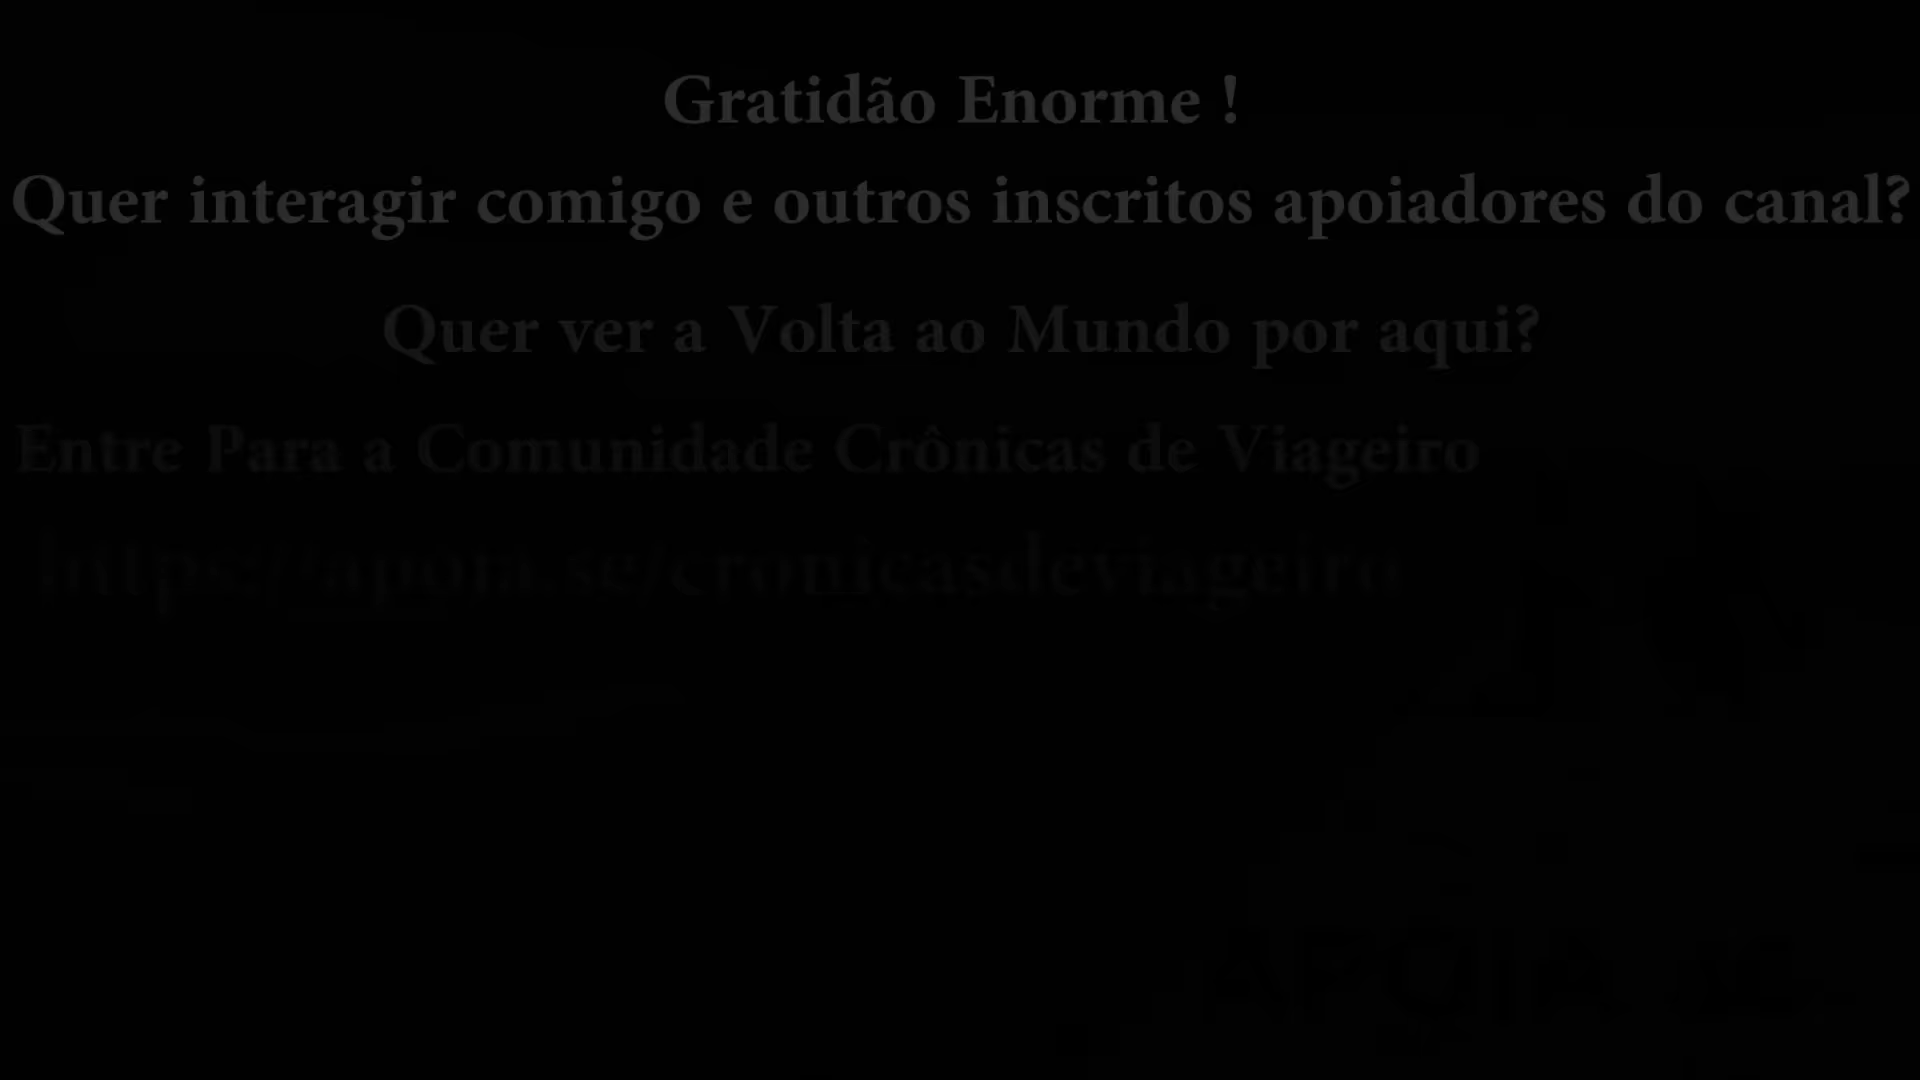 Gratidão Enorme !
Quer interagir comigo e outros inscritos apoiadores do canal?
Quer ver a Volta ao Mundo por aqui?
Entre Para a Comunidade Crônicas de Viageiro
https://apoia.se/cronicasdeviageiro